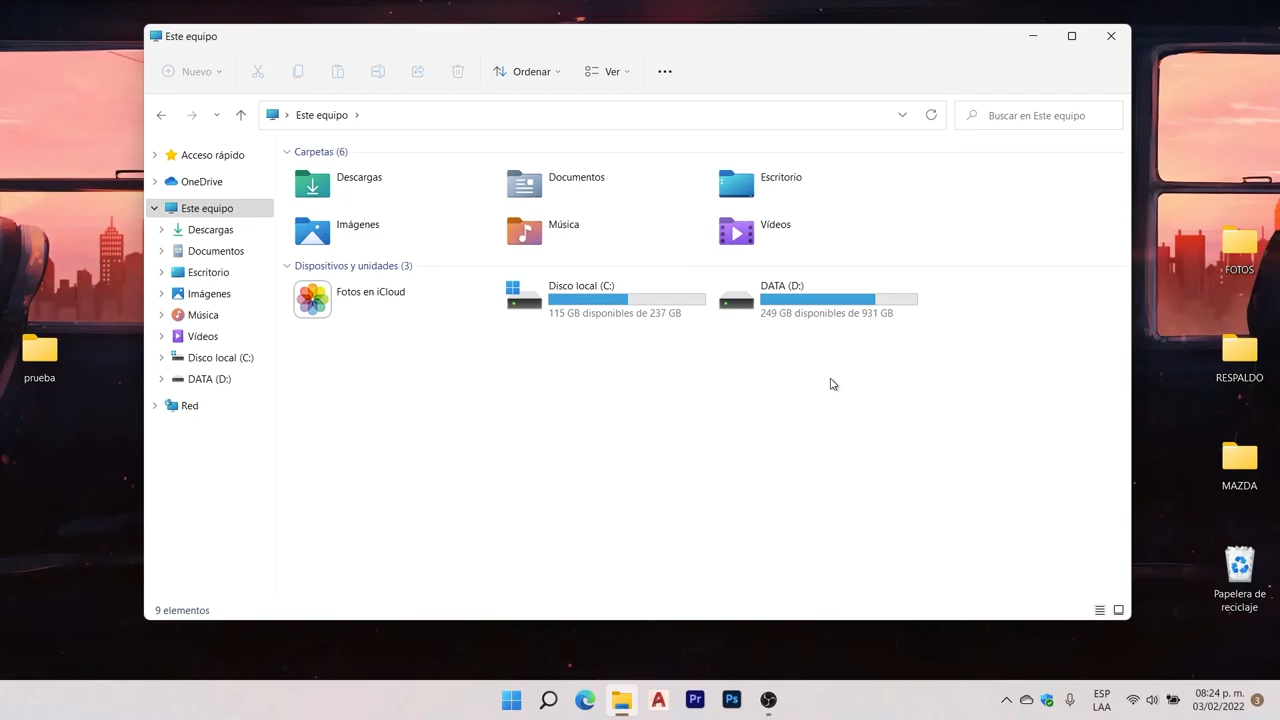 Este equipo
Nuevo
Ordenar
Ver
Este equipo
Buscar en Este equipo
Acceso rápido
OneDrive
Este equipo
Descargas
Documentos
Escritorio
Imágenes
Música
Vídeos
Disco local (C:)
DATA (D:)
Red
Carpetas (6)
Descargas
Documentos
Escritorio
Imágenes
Música
Vídeos
Dispositivos y unidades (3)
Fotos en iCloud
Disco local (C:)
115 GB disponibles de 237 GB
DATA (D:)
249 GB disponibles de 931 GB
9 elementos
prueba
FOTOS
RESPALDO
MAZDA
Papelera de
reciclaje
A
Pr
Ps
ESP
LAA
08:24 p. m.
03/02/2022
3